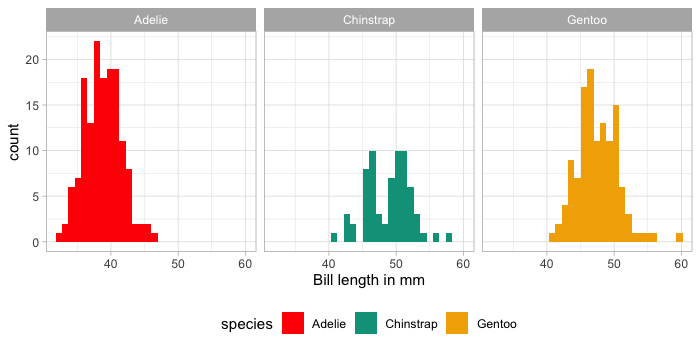 Adelie Chinstrap Gentoo
20
15
10
5
0
count
40 50 60 40 50 60 40 50 60
Bill length in mm
species Adelie Chinstrap Gentoo